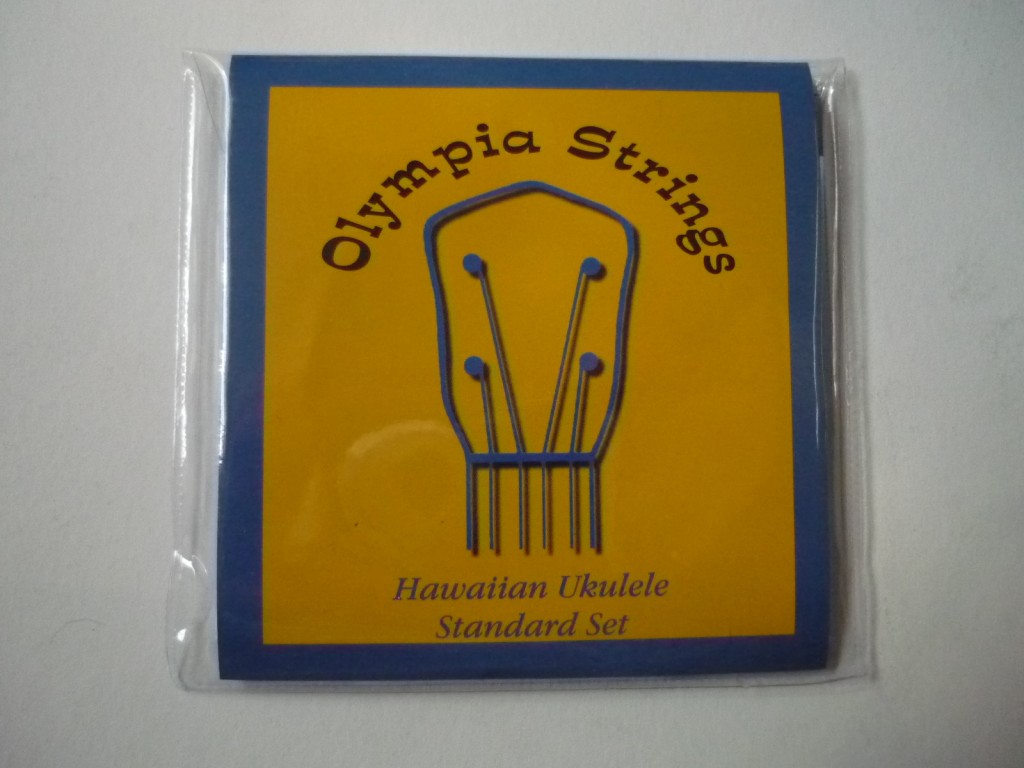 Olympia Strings
Hawaiian Ukulele
Standard Set